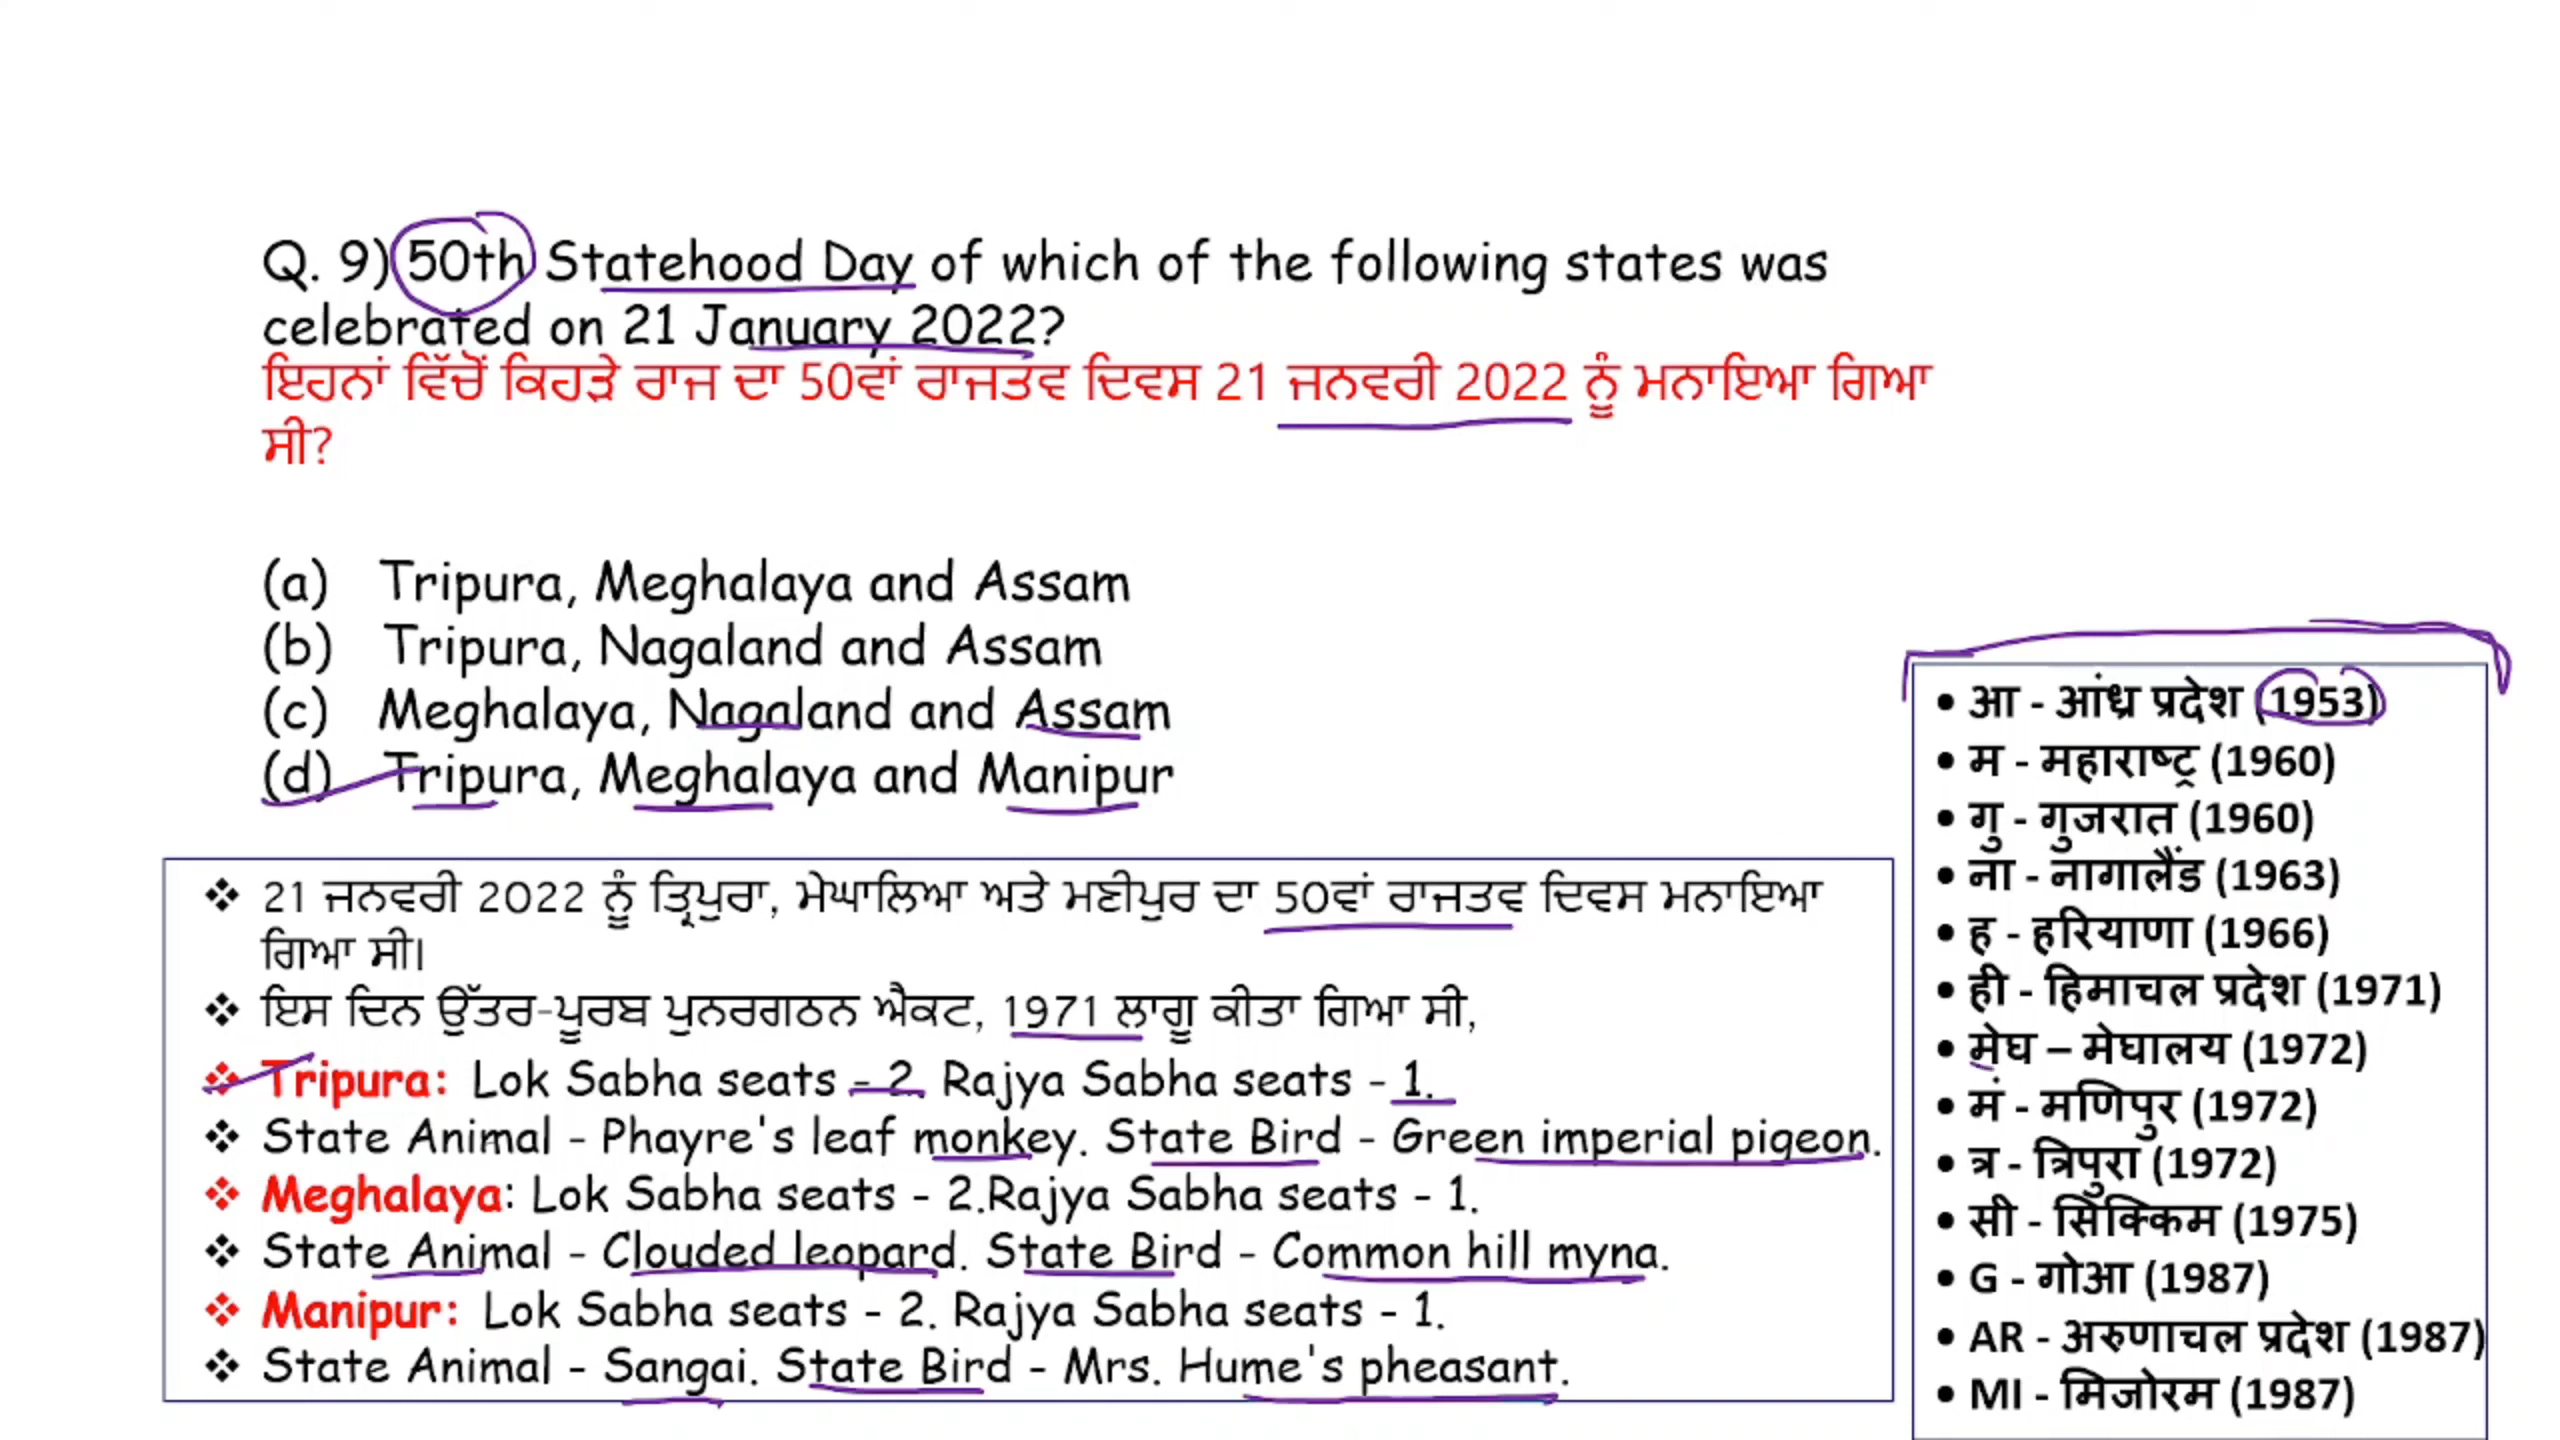 Q. 9) 50th Statehood Day of which of the following states was
celebrated on 21 January 2022?
ਇਹਨਾਂ ਵਿੱਚੋਂ ਕਿਹੜੇ ਰਾਜ ਦਾ 50ਵਾਂ ਰਾਜਤਵ ਦਿਵਸ 21 ਜਨਵਰੀ 2022 ਨੂੰ ਮਨਾਇਆ ਗਿਆ
ਸੀ?
(a) Tripura, Meghalaya and Assam
(b) Tripura, Nagaland and Assam
(c) Meghalaya, Nagaland and Assam
(d) Tripura, Meghalaya and Manipur
❖ 21 ਜਨਵਰੀ 2022 ਨੂੰ ਤ੍ਰਿਪੁਰਾ, ਮੇਘਾਲਿਆ ਅਤੇ ਮਣੀਪੁਰ ਦਾ 50ਵਾਂ ਰਾਜਤਵ ਦਿਵਸ ਮਨਾਇਆ
ਗਿਆ ਸੀ।
❖ ਇਸ ਦਿਨ ਉੱਤਰ-ਪੂਰਬ ਪੁਨਰਗਠਨ ਐਕਟ, 1971 ਲਾਗੂ ਕੀਤਾ ਗਿਆ ਸੀ,
❖ Tripura: Lok Sabha seats - 2. Rajya Sabha seats - 1.
❖ State Animal - Phayre's leaf monkey. State Bird - Green imperial pigeon.
❖ Meghalaya: Lok Sabha seats - 2.Rajya Sabha seats - 1.
❖ State Animal - Clouded leopard. State Bird - Common hill myna.
❖ Manipur: Lok Sabha seats - 2. Rajya Sabha seats - 1.
❖ State Animal - Sangai. State Bird - Mrs. Hume's pheasant.
• आ - आंध्र प्रदेश (1953)
• म - महाराष्ट्र (1960)
• गु - गुजरात (1960)
• ना - नागालैंड (1963)
• ह - हरियाणा (1966)
• ही - हिमाचल प्रदेश (1971)
• मेघ – मेघालय (1972)
• मं - मणिपुर (1972)
• त्र - त्रिपुरा (1972)
• सी - सिक्किम (1975)
• G - गोआ (1987)
• AR - अरुणाचल प्रदेश (1987)
• MI - मिजोरम (1987)